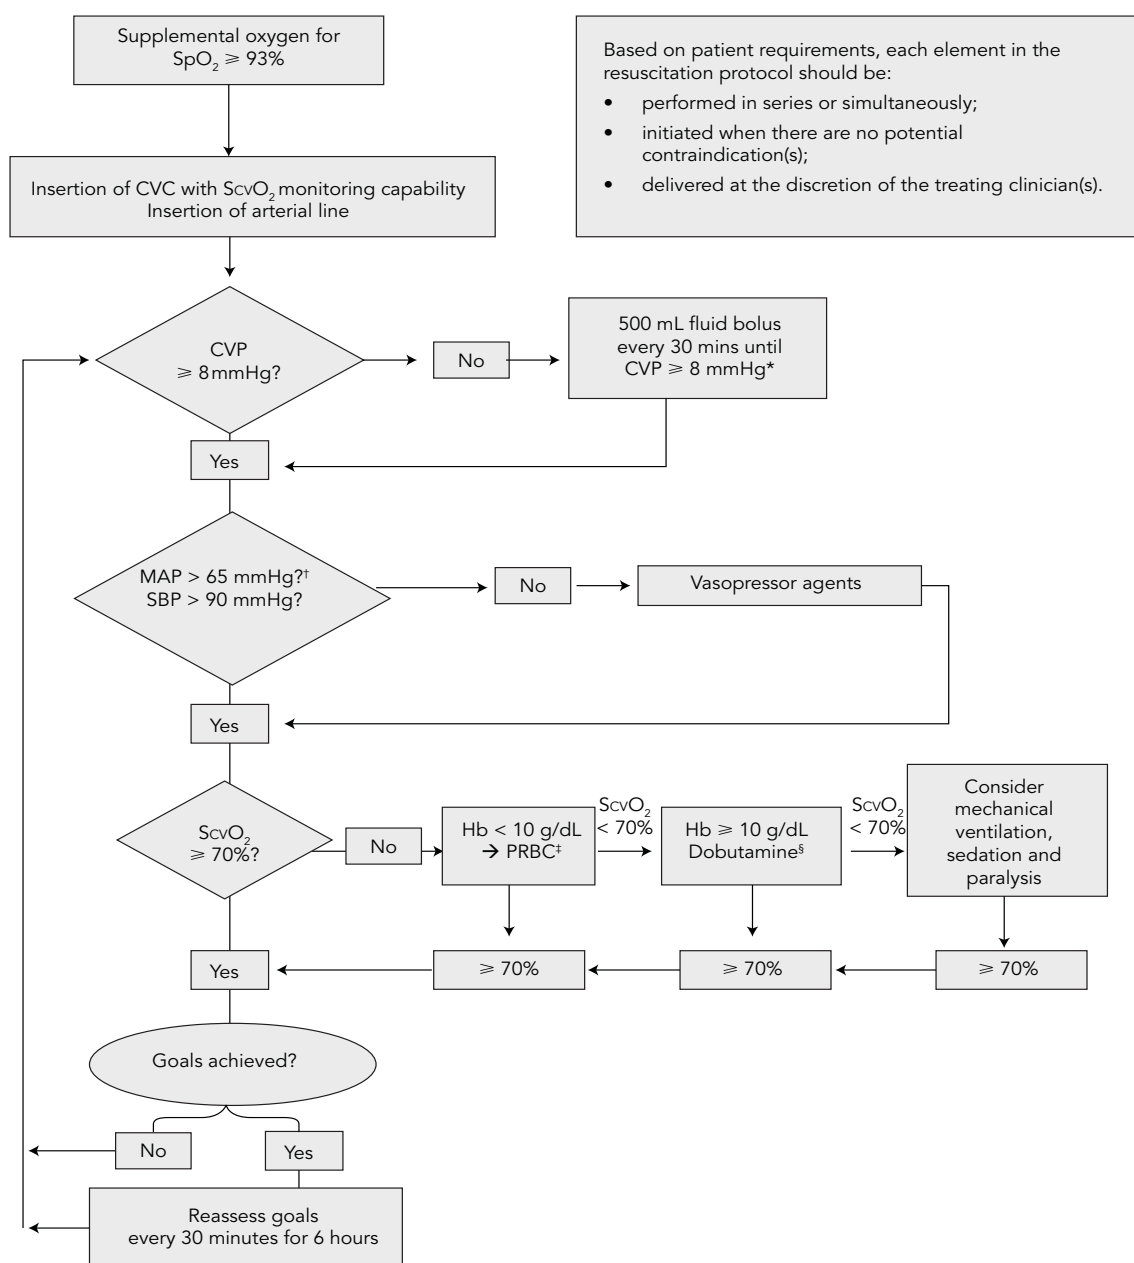 Supplemental oxygen for
SpO₂ ⩾ 93%
Based on patient requirements, each element in the
resuscitation protocol should be:
• performed in series or simultaneously;
• initiated when there are no potential
contraindication(s);
• delivered at the discretion of the treating clinician(s).
Insertion of CVC with ScvO₂ monitoring capability
Insertion of arterial line
CVP
⩾ 8 mmHg?
No
500 mL fluid bolus
every 30 mins until
CVP ⩾ 8 mmHg*
Yes
MAP > 65 mmHg?†
SBP > 90 mmHg?
No
Vasopressor agents
Yes
ScvO₂
⩾ 70%?
No
Hb < 10 g/dL
→ PRBC‡
ScvO₂
< 70%
Hb ⩾ 10 g/dL
Dobutamine§
ScvO₂
< 70%
Consider
mechanical
ventilation,
sedation and
paralysis
Yes
⩾ 70%
⩾ 70%
⩾ 70%
Goals achieved?
No
Yes
Reassess goals
every 30 minutes for 6 hours